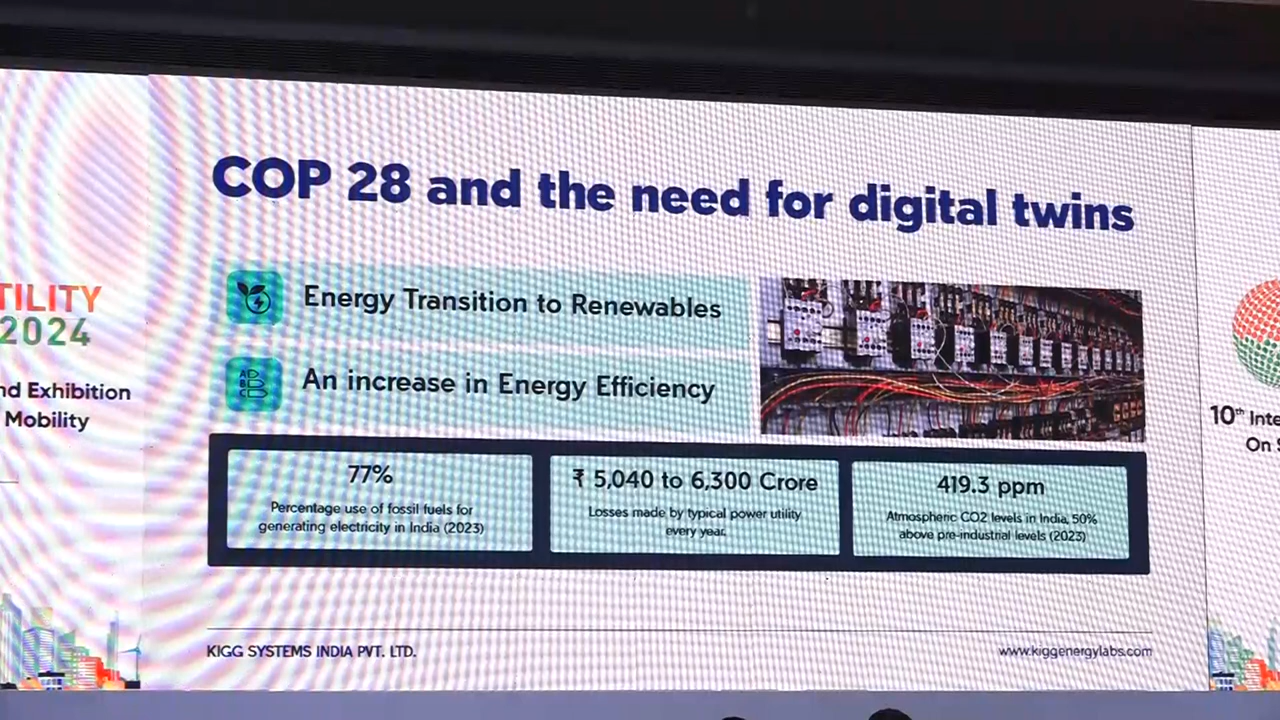 COP 28 and the need for digital twins
Energy Transition to Renewables
An increase in Energy Efficiency
77%
Percentage use of fossil fuels for
generating electricity in India (2023)
₹ 5,040 to 6,300 Crore
Losses made by typical power utility
every year.
419.3 ppm
Atmospheric CO2 levels in India, 50%
above pre-industrial levels (2023)
KIGG SYSTEMS INDIA PVT. LTD.
www.kiggenergylabs.com
TILITY
2024
nd Exhibition
Mobility
10th Inte
On S